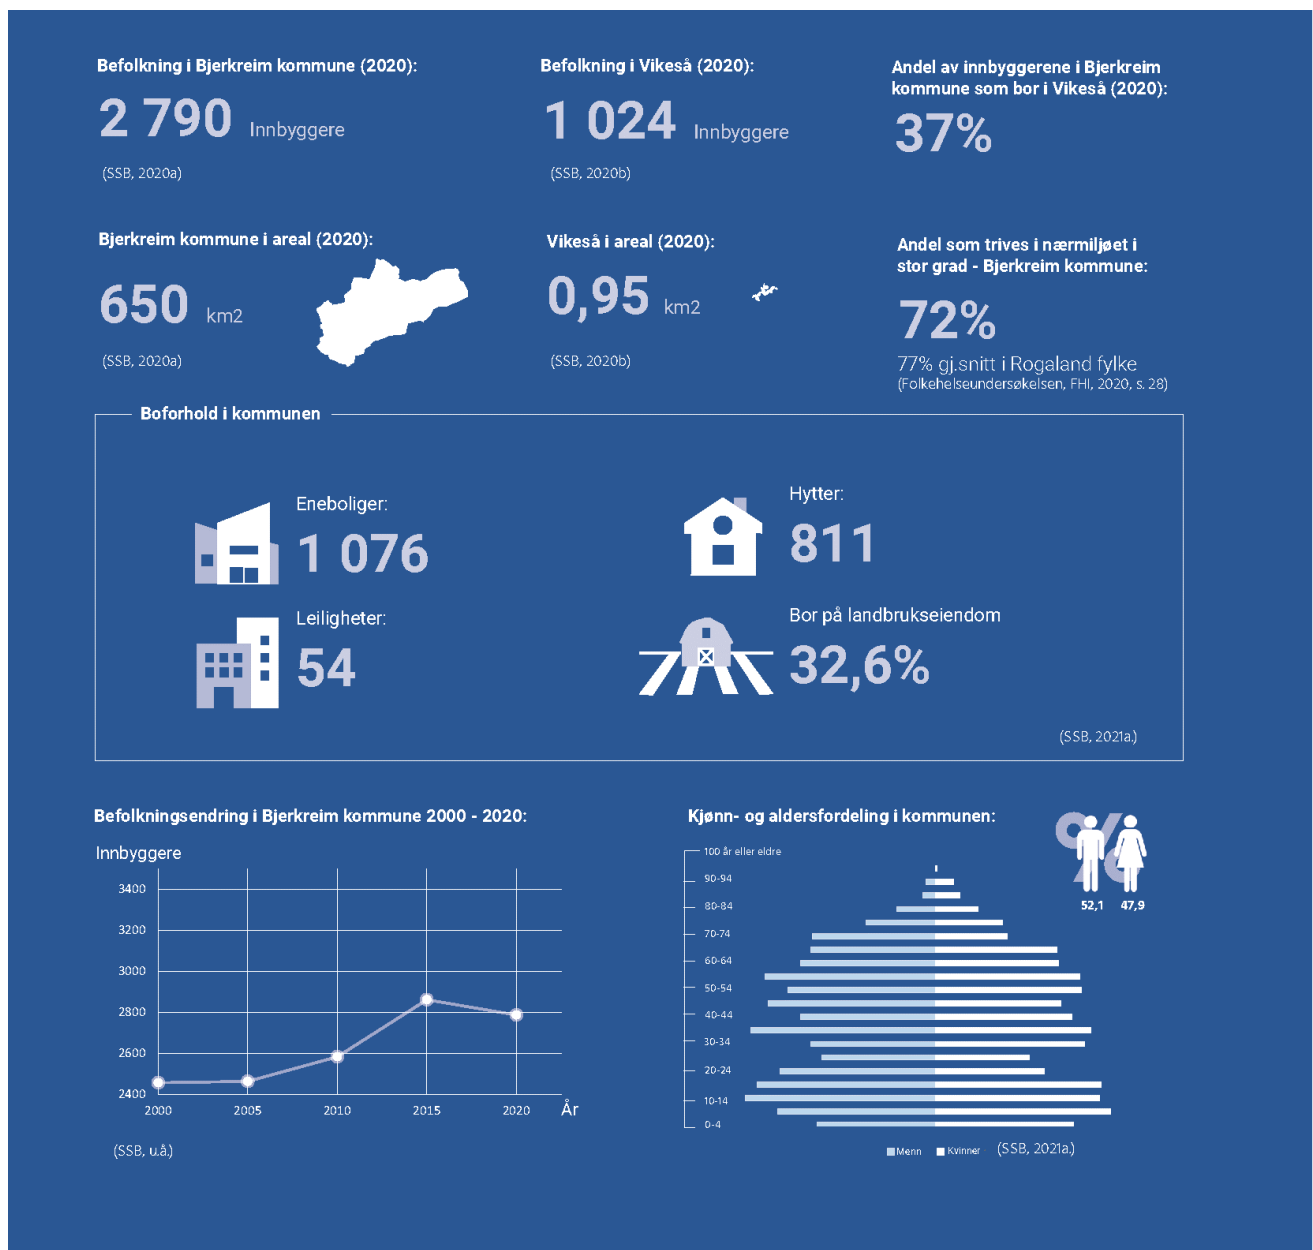 Befolkning i Bjerkreim kommune (2020):
2 790 Innbyggere
(SSB, 2020a)
Befolkning i Vikeså (2020):
1 024 Innbyggere
(SSB, 2020b)
Andel av innbyggerene i Bjerkreim
kommune som bor i Vikeså (2020):
37%
Bjerkreim kommune i areal (2020):
650 km2
(SSB, 2020a)
Vikeså i areal (2020):
0,95 km2
(SSB, 2020b)
Andel som trives i nærmiljøet i
stor grad - Bjerkreim kommune:
72%
77% gj.snitt i Rogaland fylke
(Folkehelseundersøkelsen, FHI, 2020, s. 28)
Boforhold i kommunen
Eneboliger:
1 076
Hytter:
811
Leiligheter:
54
Bor på landbrukseiendom
32,6%
(SSB, 2021a.)
Befolkningsendring i Bjerkreim kommune 2000 - 2020:
Innbyggere
3400
3200
3000
2800
2600
2400
2000 2005 2010 2015 2020 År
(SSB, u.å.)
Kjønn- og aldersfordeling i kommunen:
%
52,1 47,9
100 år eller eldre
90-94
80-84
70-74
60-64
50-54
40-44
30-34
20-24
10-14
0-4
Menn Kvinner (SSB, 2021a.)